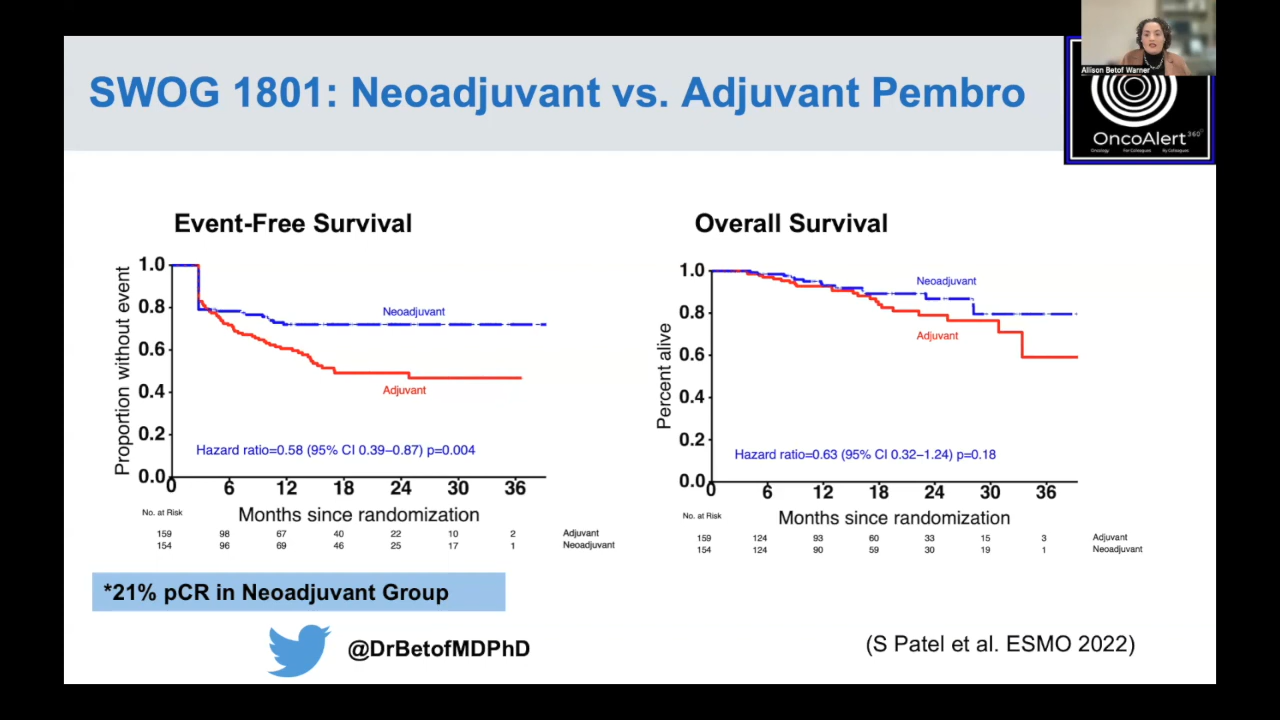 Allison Betof Warner
SWOG 1801: Neoadjuvant vs. Adjuvant Pembro
OncoAlert 360°
Oncology For Colleagues By Colleagues
Event-Free Survival
Proportion without event
1.0
0.8
0.6
0.4
0.2
0.0
Neoadjuvant
Adjuvant
Hazard ratio=0.58 (95% CI 0.39–0.87) p=0.004
0 6 12 18 24 30 36
Months since randomization
No. at Risk
159 98 67 40 22 10 2 Adjuvant
154 96 69 46 25 17 1 Neoadjuvant
Overall Survival
Percent alive
1.0
0.8
0.6
0.4
0.2
0.0
Neoadjuvant
Adjuvant
Hazard ratio=0.63 (95% CI 0.32–1.24) p=0.18
0 6 12 18 24 30 36
Months since randomization
No. at Risk
159 124 93 60 33 15 3 Adjuvant
154 124 90 59 30 19 1 Neoadjuvant
*21% pCR in Neoadjuvant Group
@DrBetofMDPhD
(S Patel et al. ESMO 2022)